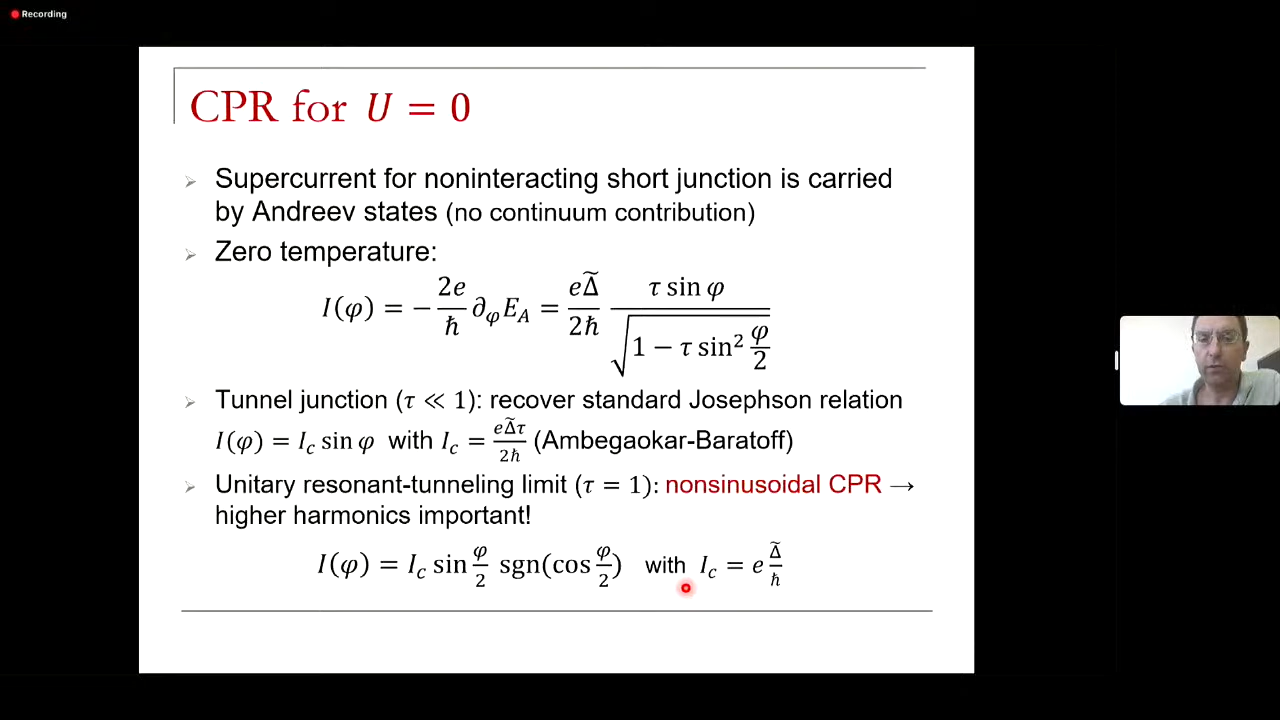 Recording
CPR for U = 0
➢ Supercurrent for noninteracting short junction is carried
by Andreev states (no continuum contribution)
➢ Zero temperature:
I(φ) = −2e/ħ ∂_φ E_A = eΔ̃/2ħ τ sin φ / √(1 − τ sin² φ/2)
➢ Tunnel junction (τ ≪ 1): recover standard Josephson relation
I(φ) = I_c sin φ with I_c = eΔ̃τ/2ħ (Ambegaokar-Baratoff)
➢ Unitary resonant-tunneling limit (τ = 1): nonsinusoidal CPR →
higher harmonics important!
I(φ) = I_c sin φ/2 sgn(cos φ/2) with I_c = e Δ̃/ħ